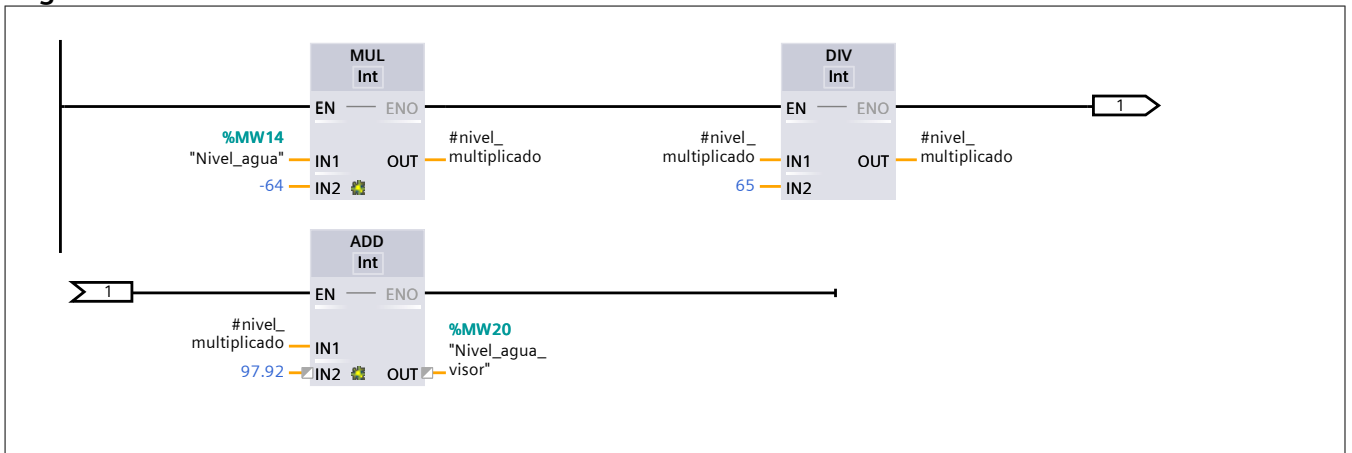 MUL
Int
EN
ENO
%MW14
"Nivel_agua"
IN1
OUT
#nivel_
multiplicado
-64
IN2
DIV
Int
EN
ENO
#nivel_
multiplicado
IN1
OUT
#nivel_
multiplicado
65
IN2
1
1
ADD
Int
EN
ENO
#nivel_
multiplicado
IN1
97.92
IN2
OUT
%MW20
"Nivel_agua_
visor"